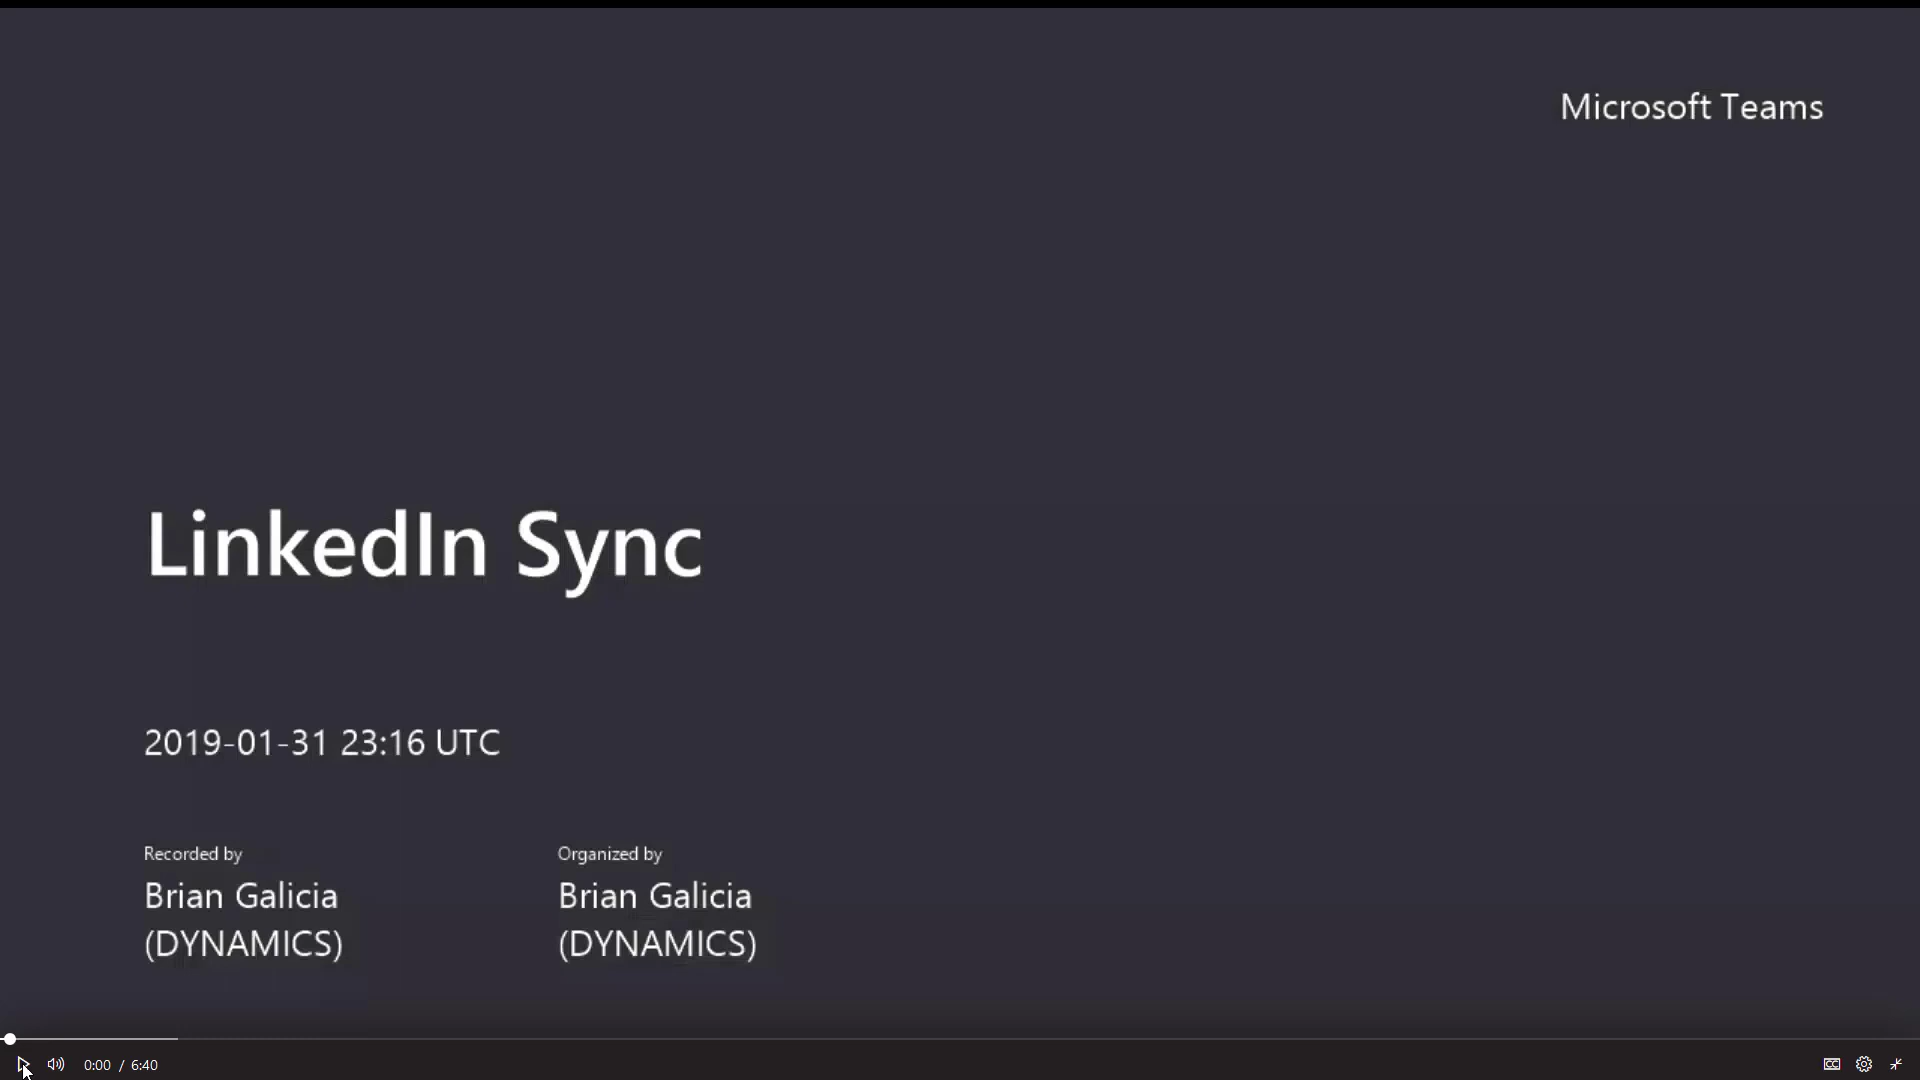 Microsoft Teams
LinkedIn Sync
2019-01-31 23:16 UTC
Recorded by
Brian Galicia
(DYNAMICS)
Organized by
Brian Galicia
(DYNAMICS)
0:00 / 6:40
CC